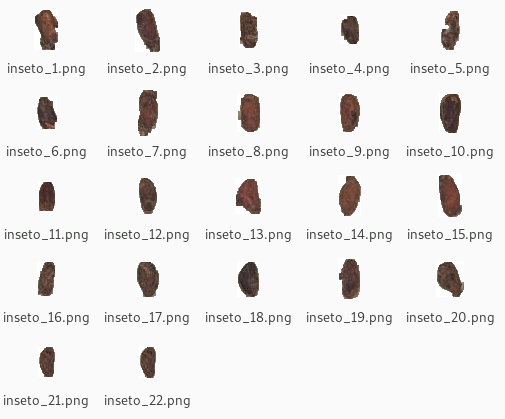 inseto_1.png inseto_2.png inseto_3.png inseto_4.png inseto_5.png
inseto_6.png inseto_7.png inseto_8.png inseto_9.png inseto_10.png
inseto_11.png inseto_12.png inseto_13.png inseto_14.png inseto_15.png
inseto_16.png inseto_17.png inseto_18.png inseto_19.png inseto_20.png
inseto_21.png inseto_22.png